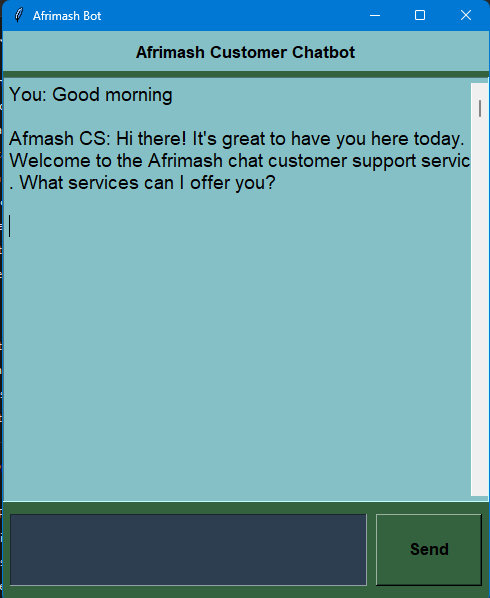 Afrimash Bot
Afrimash Customer Chatbot
You: Good morning
Afmash CS: Hi there! It's great to have you here today.
Welcome to the Afrimash chat customer support servic
. What services can I offer you?
Send